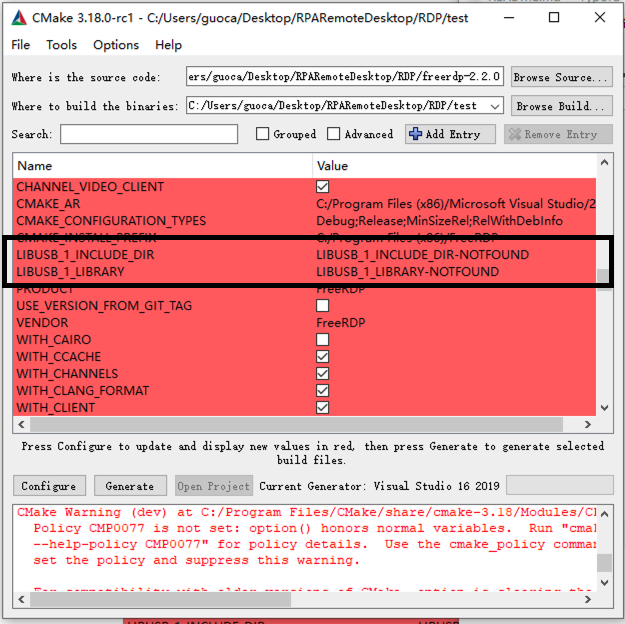 CMake 3.18.0-rc1 - C:/Users/guoca/Desktop/RPARemoteDesktop/RDP/test
File Tools Options Help
Where is the source code: ers/guoca/Desktop/RPARemoteDesktop/RDP/freerdp-2.2.0 Browse Source...
Where to build the binaries: C:/Users/guoca/Desktop/RPARemoteDesktop/RDP/test Browse Build...
Search: Grouped Advanced Add Entry Remove Entry
Name Value
CHANNEL_VIDEO_CLIENT
CMAKE_AR C:/Program Files (x86)/Microsoft Visual Studio/2
CMAKE_CONFIGURATION_TYPES Debug;Release;MinSizeRel;RelWithDebInfo
CMAKE_INSTALL_PREFIX C:/Program Files (x86)/FreeRDP
LIBUSB_1_INCLUDE_DIR LIBUSB_1_INCLUDE_DIR-NOTFOUND
LIBUSB_1_LIBRARY LIBUSB_1_LIBRARY-NOTFOUND
PRODUCT FreeRDP
USE_VERSION_FROM_GIT_TAG
VENDOR FreeRDP
WITH_CAIRO
WITH_CCACHE
WITH_CHANNELS
WITH_CLANG_FORMAT
WITH_CLIENT
Press Configure to update and display new values in red, then press Generate to generate selected
build files.
Configure Generate Open Project Current Generator: Visual Studio 16 2019
CMake Warning (dev) at C:/Program Files/CMake/share/cmake-3.18/Modules/CM
Policy CMP0077 is not set: option() honors normal variables. Run "cmake
--help-policy CMP0077" for policy details. Use the cmake_policy comman
set the policy and suppress this warning.